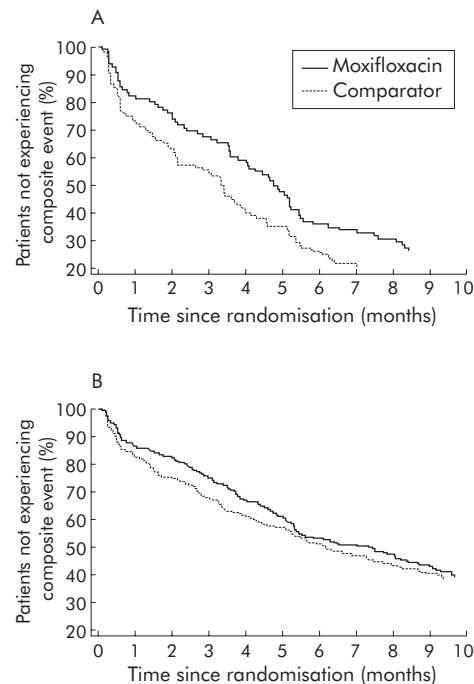 A
100
90
80
70
60
50
40
30
20
Patients not experiencing
composite event (%)
Moxifloxacin
Comparator
0 1 2 3 4 5 6 7 8 9 10
Time since randomisation (months)
B
100
90
80
70
60
50
40
30
20
Patients not experiencing
composite event (%)
0 1 2 3 4 5 6 7 8 9 10
Time since randomisation (months)